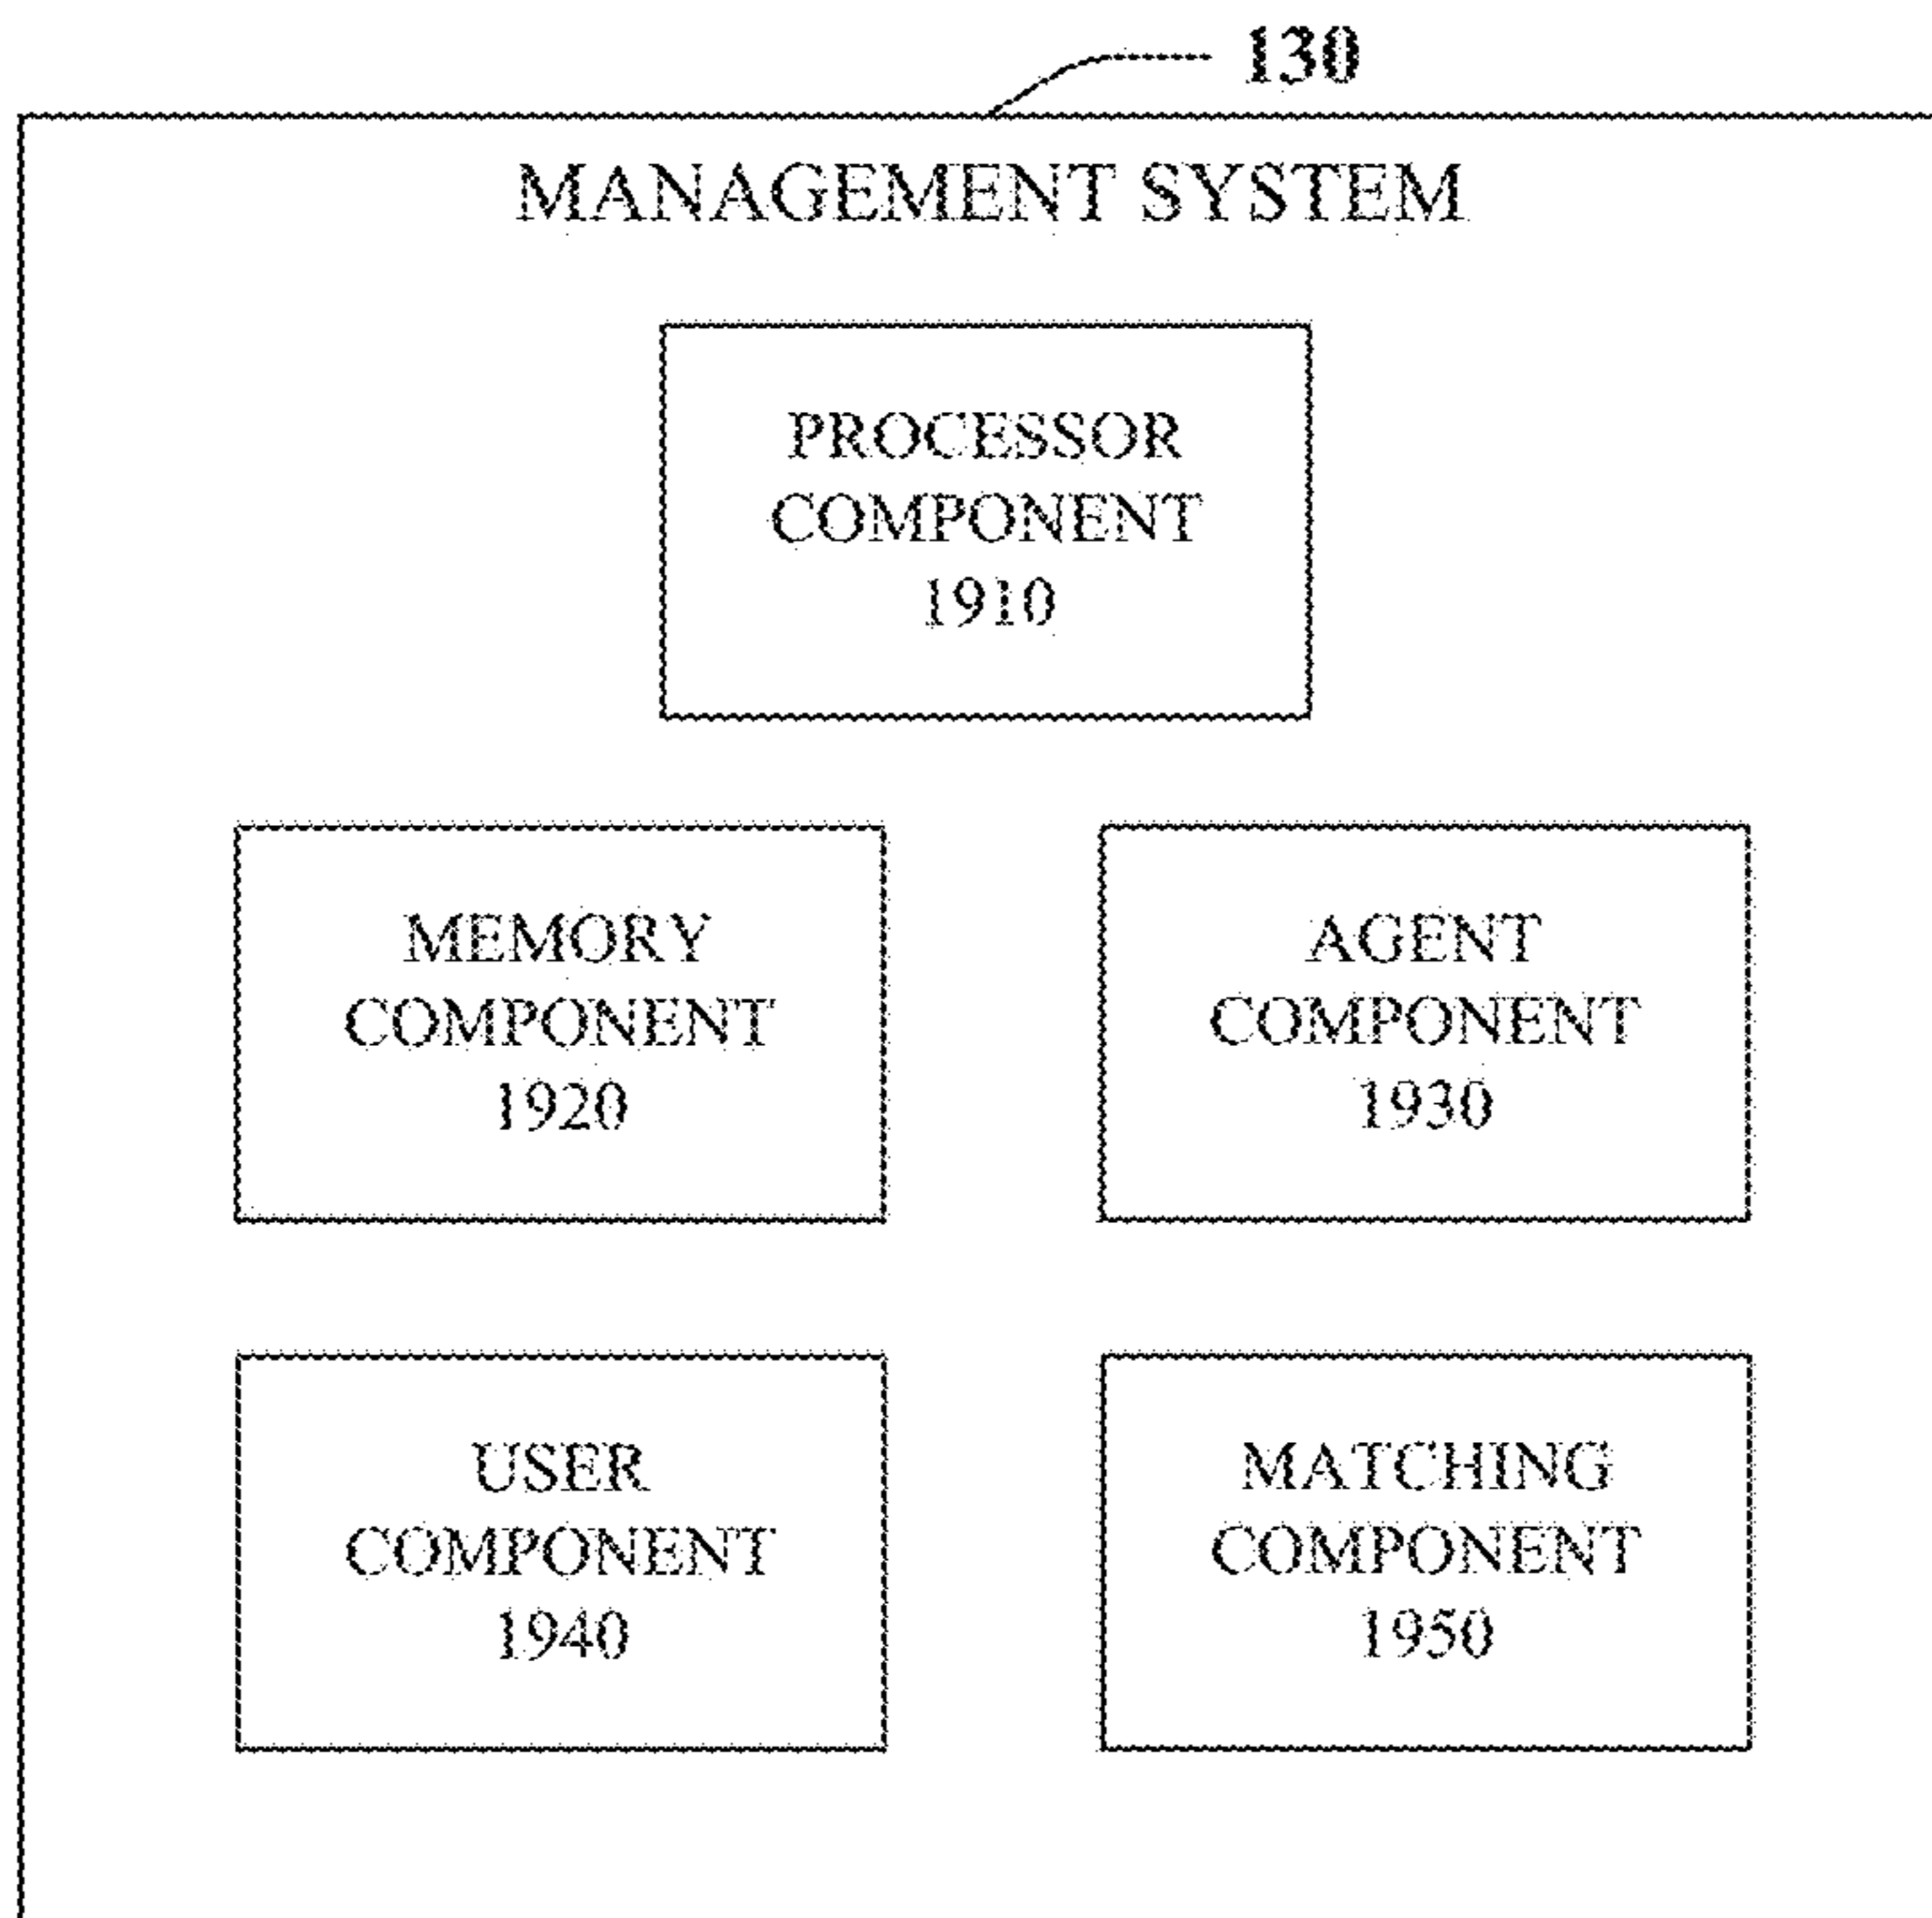 130
MANAGEMENT SYSTEM
PROCESSOR
COMPONENT
1910
MEMORY
COMPONENT
1920
AGENT
COMPONENT
1930
USER
COMPONENT
1940
MATCHING
COMPONENT
1950